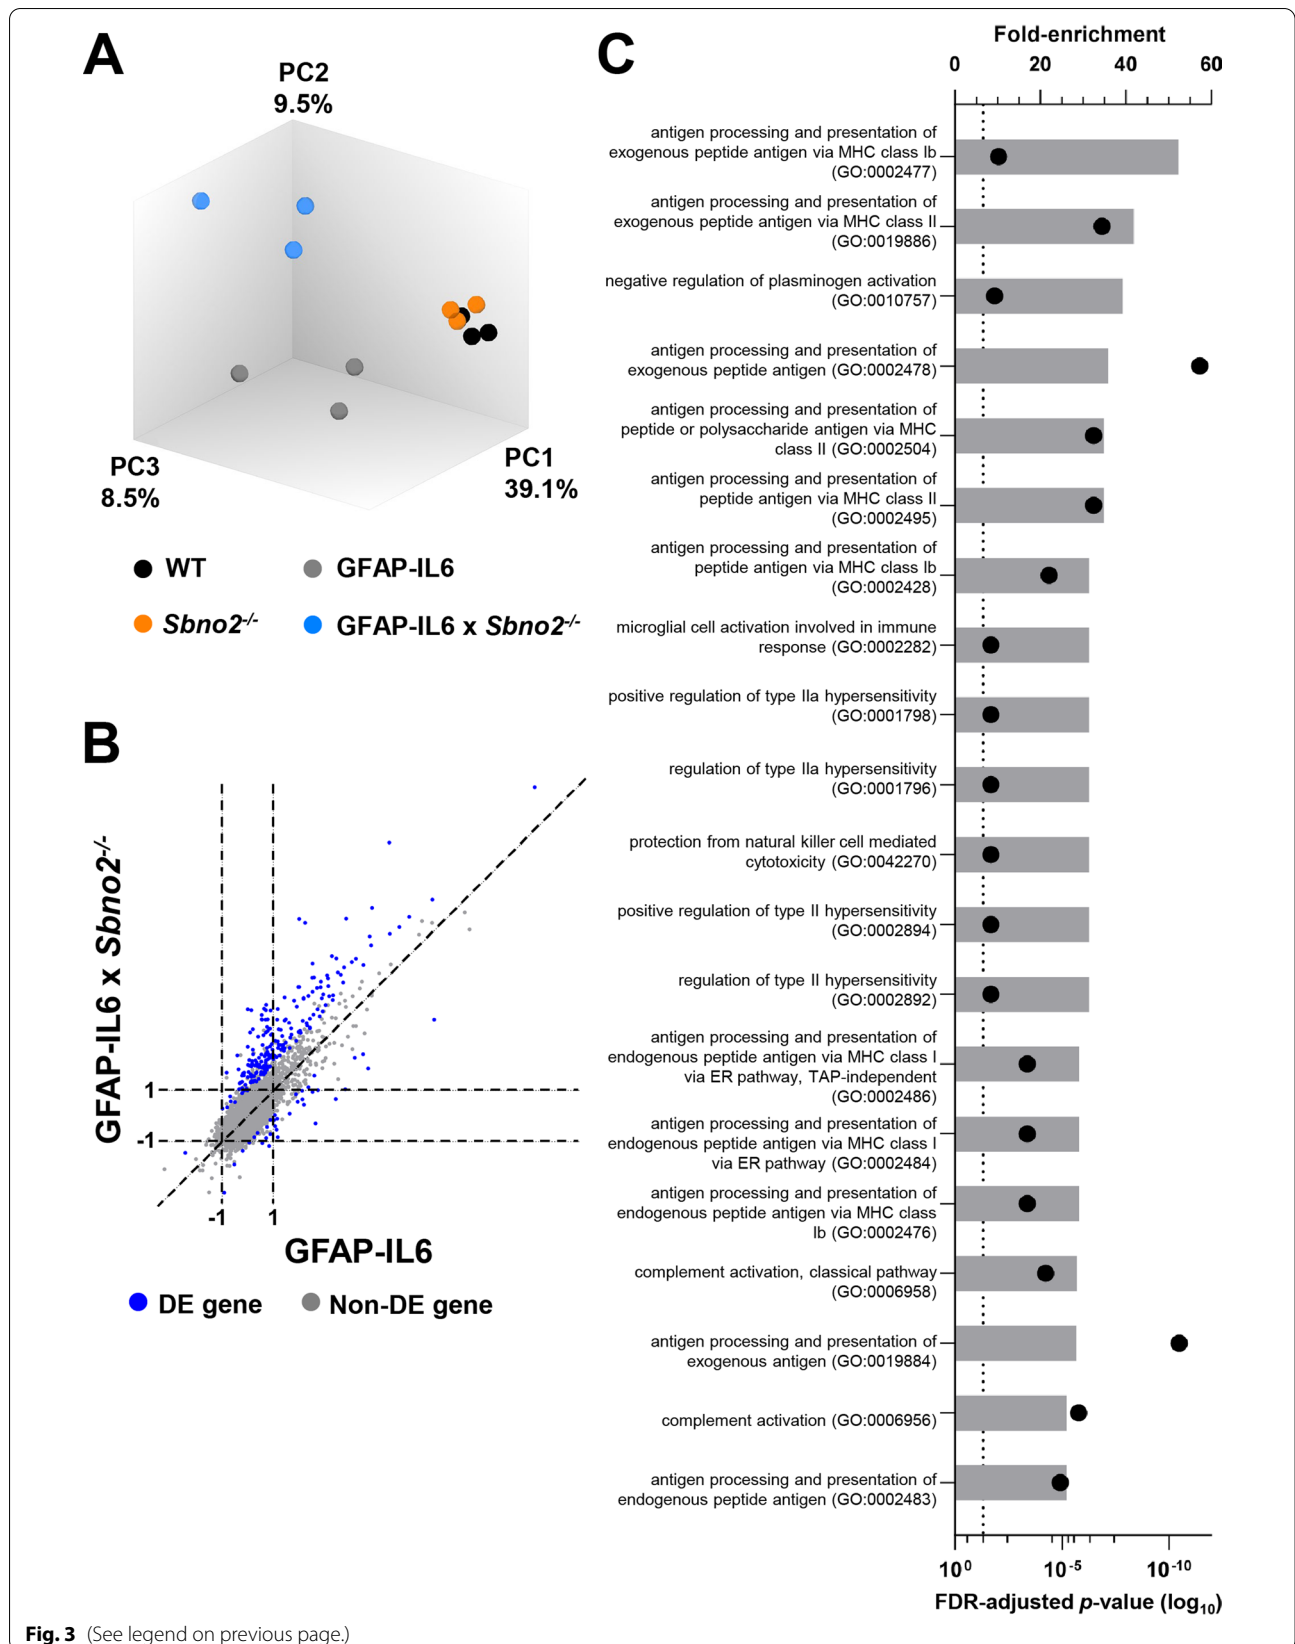 A
PC2
9.5%
PC3
8.5%
PC1
39.1%
WT
GFAP-IL6
Sbno2-/-
GFAP-IL6 x Sbno2-/-
B
GFAP-IL6 x Sbno2-/-
1
-1
-1
1
GFAP-IL6
DE gene
Non-DE gene
C
Fold-enrichment
0 20 40 60
antigen processing and presentation of
exogenous peptide antigen via MHC class Ib
(GO:0002477)
antigen processing and presentation of
exogenous peptide antigen via MHC class II
(GO:0019886)
negative regulation of plasminogen activation
(GO:0010757)
antigen processing and presentation of
exogenous peptide antigen (GO:0002478)
antigen processing and presentation of
peptide or polysaccharide antigen via MHC
class II (GO:0002504)
antigen processing and presentation of
peptide antigen via MHC class II
(GO:0002495)
antigen processing and presentation of
peptide antigen via MHC class Ib
(GO:0002428)
microglial cell activation involved in immune
response (GO:0002282)
positive regulation of type IIa hypersensitivity
(GO:0001798)
regulation of type IIa hypersensitivity
(GO:0001796)
protection from natural killer cell mediated
cytotoxicity (GO:0042270)
positive regulation of type II hypersensitivity
(GO:0002894)
regulation of type II hypersensitivity
(GO:0002892)
antigen processing and presentation of
endogenous peptide antigen via MHC class I
via ER pathway, TAP-independent
(GO:0002486)
antigen processing and presentation of
endogenous peptide antigen via MHC class I
via ER pathway (GO:0002484)
antigen processing and presentation of
endogenous peptide antigen via MHC class
Ib (GO:0002476)
complement activation, classical pathway
(GO:0006958)
antigen processing and presentation of
exogenous antigen (GO:0019884)
complement activation (GO:0006956)
antigen processing and presentation of
endogenous peptide antigen (GO:0002483)
10⁰ 10⁻⁵ 10⁻¹⁰
FDR-adjusted p-value (log₁₀)
Fig. 3 (See legend on previous page.)